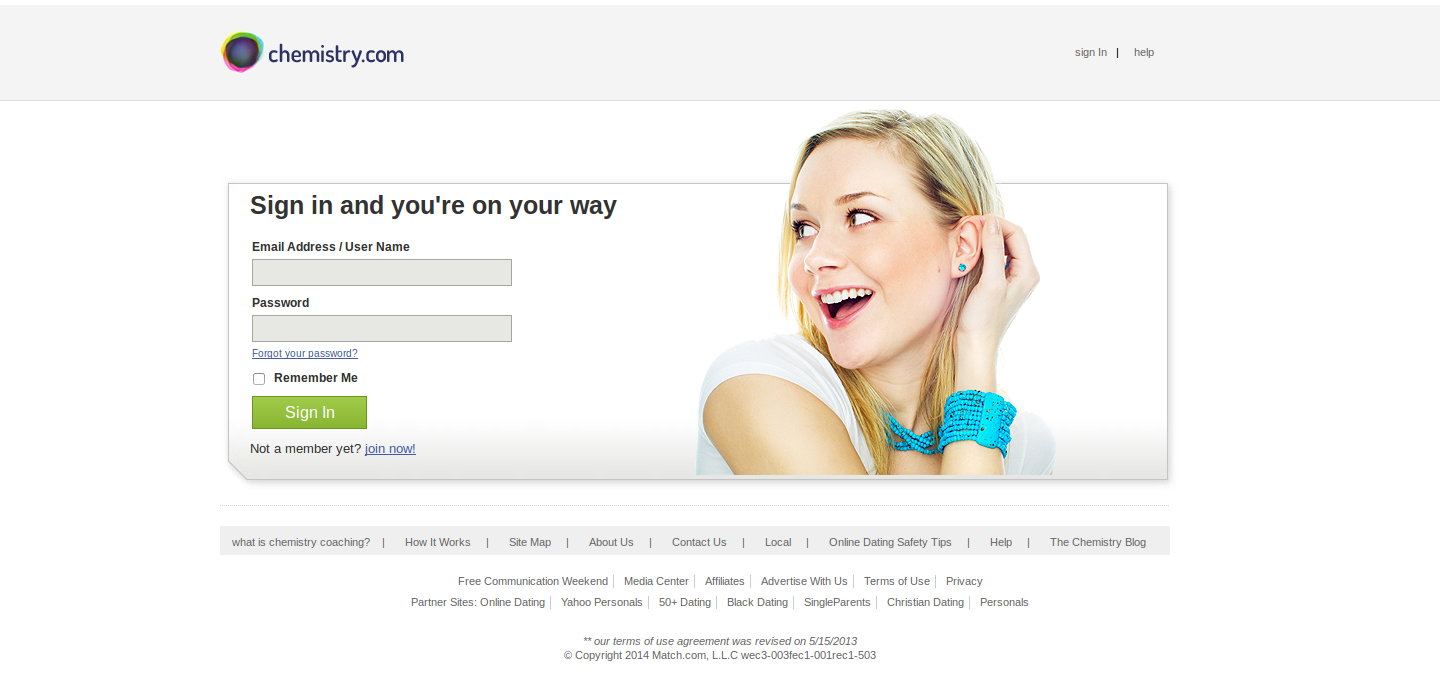 chemistry.com
sign In | help
Sign in and you're on your way
Email Address / User Name
Password
Forgot your password?
Remember Me
Sign In
Not a member yet? join now!
what is chemistry coaching? | How It Works | Site Map | About Us | Contact Us | Local | Online Dating Safety Tips | Help | The Chemistry Blog
Free Communication Weekend | Media Center | Affiliates | Advertise With Us | Terms of Use | Privacy
Partner Sites: Online Dating | Yahoo Personals | 50+ Dating | Black Dating | SingleParents | Christian Dating | Personals
** our terms of use agreement was revised on 5/15/2013
© Copyright 2014 Match.com, L.L.C wec3-003fec1-001rec1-503